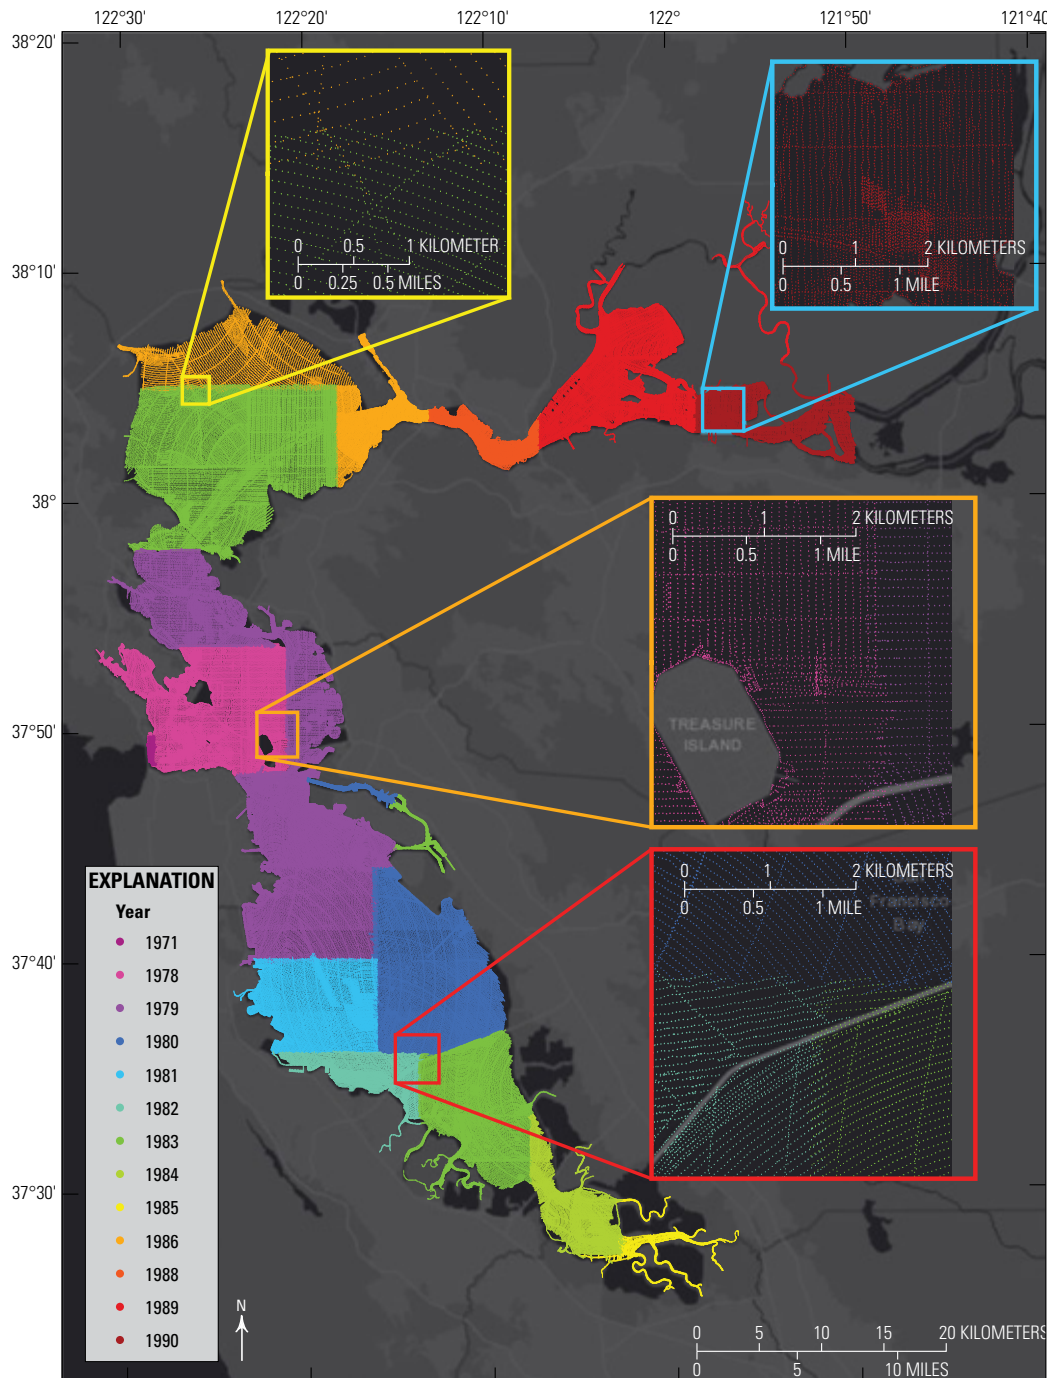 122°30' 122°20' 122°10' 122° 121°50' 121°40'
38°20'
38°10'
38°
37°50'
37°40'
37°30'
0 0.5 1 KILOMETER
0 0.25 0.5 MILES
0 1 2 KILOMETERS
0 0.5 1 MILE
0 1 2 KILOMETERS
0 0.5 1 MILE
TREASURE
ISLAND
0 1 2 KILOMETERS
0 0.5 1 MILE
Francisco
Bay
EXPLANATION
Year
1971
1978
1979
1980
1981
1982
1983
1984
1985
1986
1988
1989
1990
N
0 5 10 15 20 KILOMETERS
0 5 10 MILES